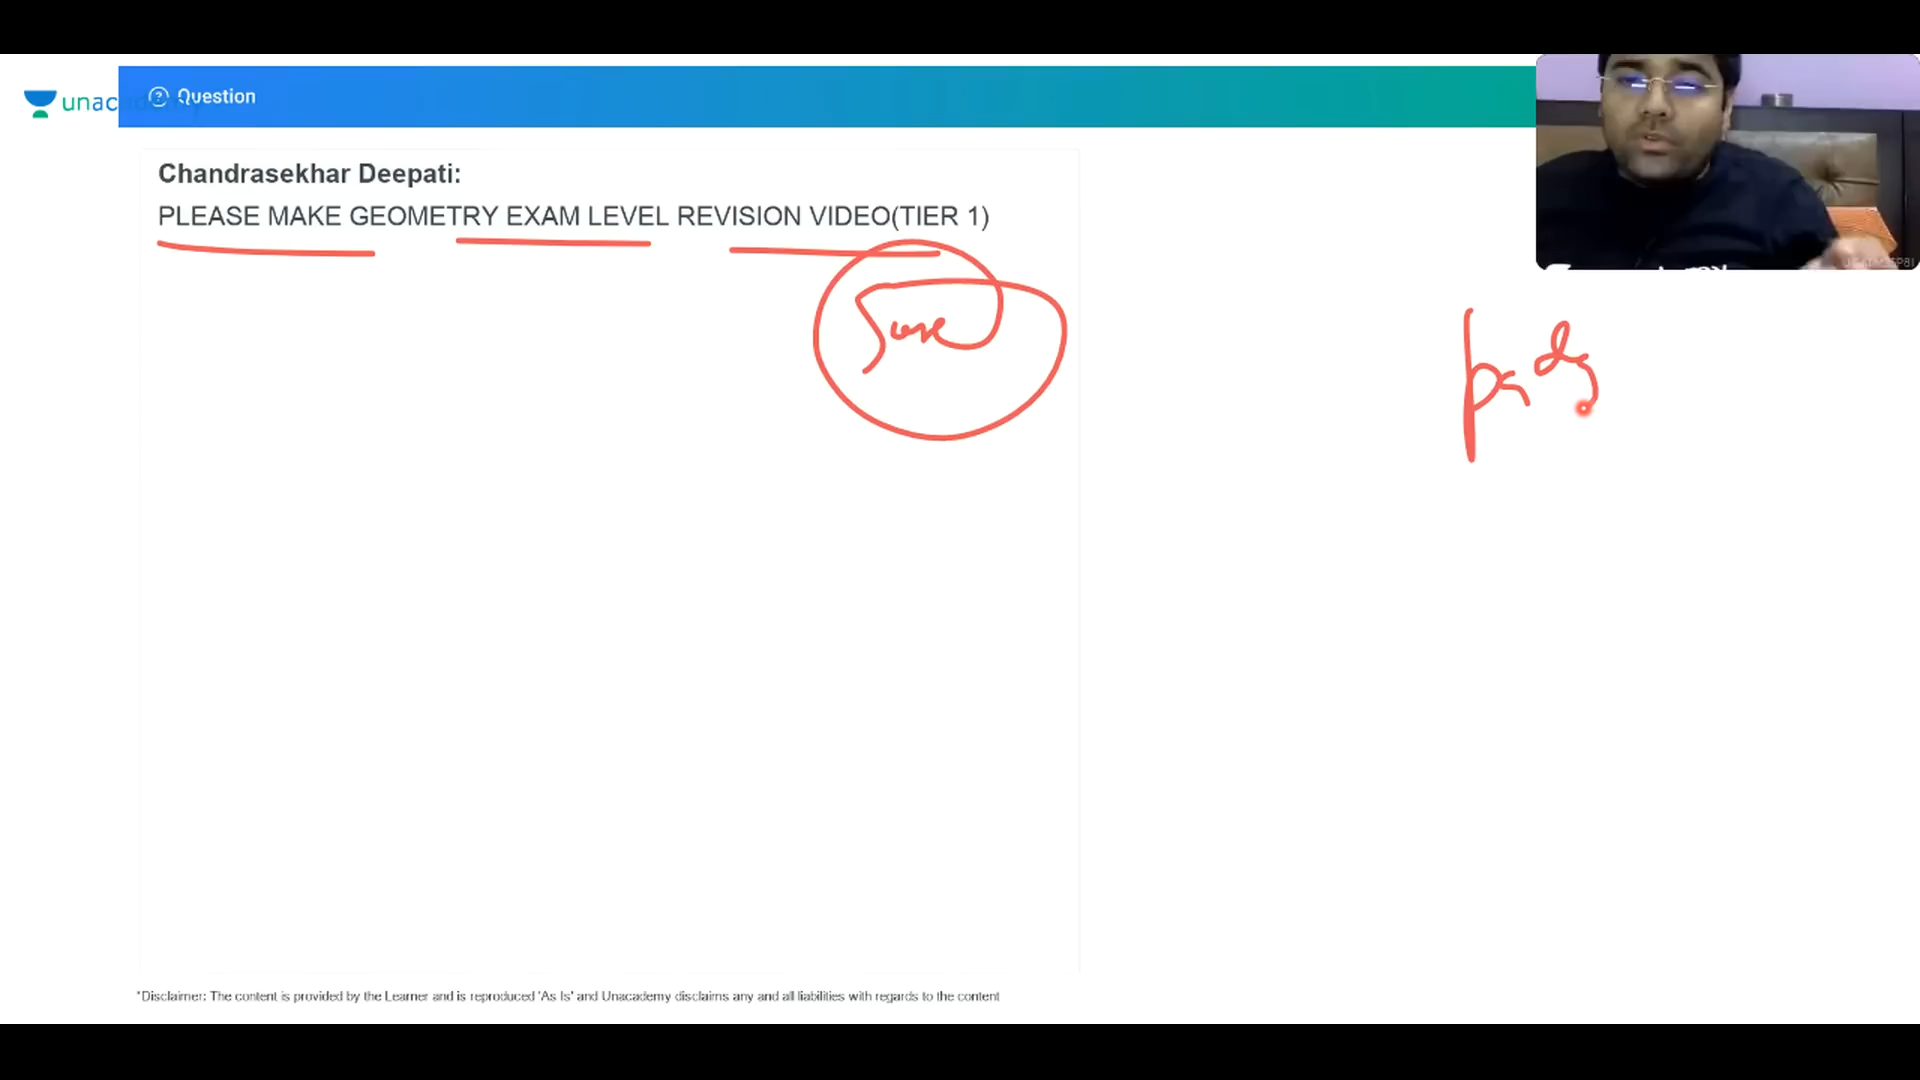 unacademy
Question
Chandrasekhar Deepati:
PLEASE MAKE GEOMETRY EXAM LEVEL REVISION VIDEO(TIER 1)
Sure
*Disclaimer: The content is provided by the Learner and is reproduced 'As Is' and Unacademy disclaims any and all liabilities with regards to the content